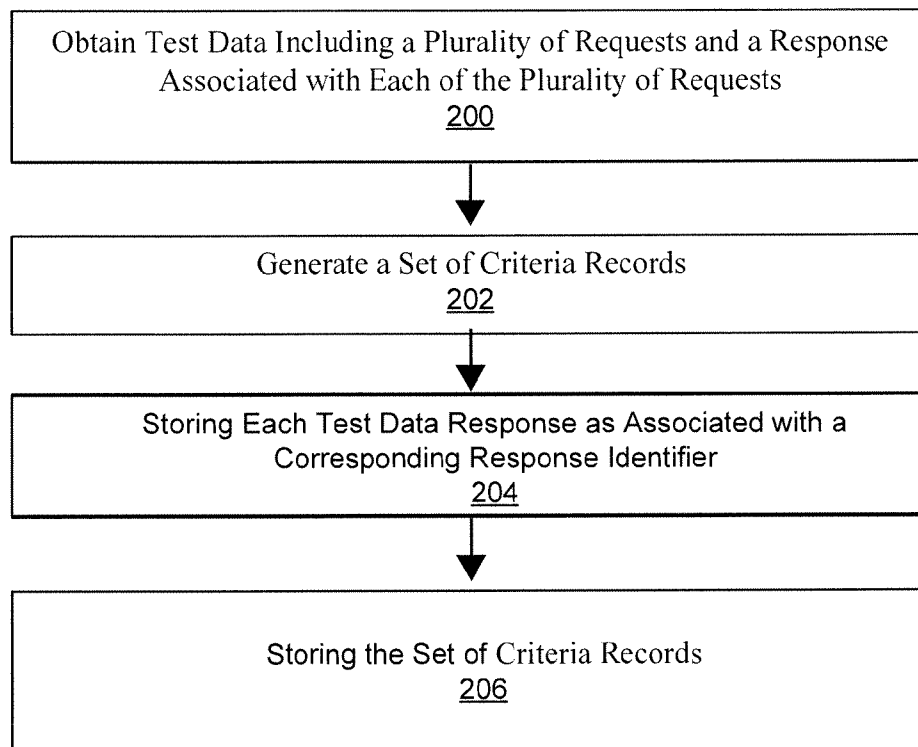 Obtain Test Data Including a Plurality of Requests and a Response
Associated with Each of the Plurality of Requests
200
Generate a Set of Criteria Records
202
Storing Each Test Data Response as Associated with a
Corresponding Response Identifier
204
Storing the Set of Criteria Records
206